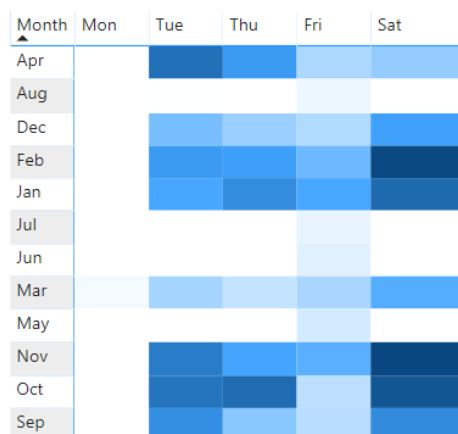 Month Mon Tue Thu Fri Sat
Apr
Aug
Dec
Feb
Jan
Jul
Jun
Mar
May
Nov
Oct
Sep